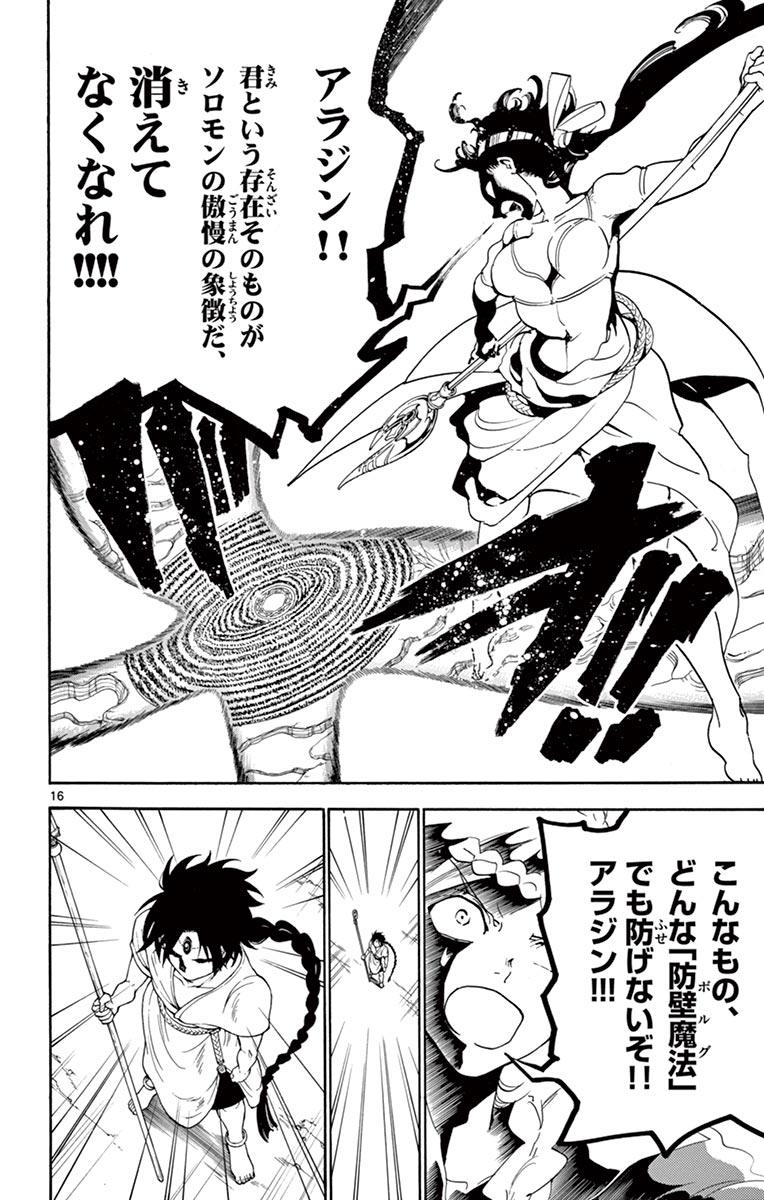 アラジン!!
君という存在そのものが
ソロモンの傲慢の象徴だ、
消えて
なくなれ!!!!
16
こんなもの、
どんな「防壁魔法」
でも防げないぞ!!
アラジン!!!